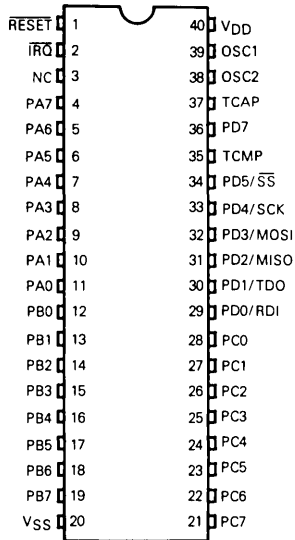 RESET 1 40 VDD
IRQ 2 39 OSC1
NC 3 38 OSC2
PA7 4 37 TCAP
PA6 5 36 PD7
PA5 6 35 TCMP
PA4 7 34 PD5/SS
PA3 8 33 PD4/SCK
PA2 9 32 PD3/MOSI
PA1 10 31 PD2/MISO
PA0 11 30 PD1/TDO
PB0 12 29 PD0/RDI
PB1 13 28 PC0
PB2 14 27 PC1
PB3 15 26 PC2
PB4 16 25 PC3
PB5 17 24 PC4
PB6 18 23 PC5
PB7 19 22 PC6
VSS 20 21 PC7